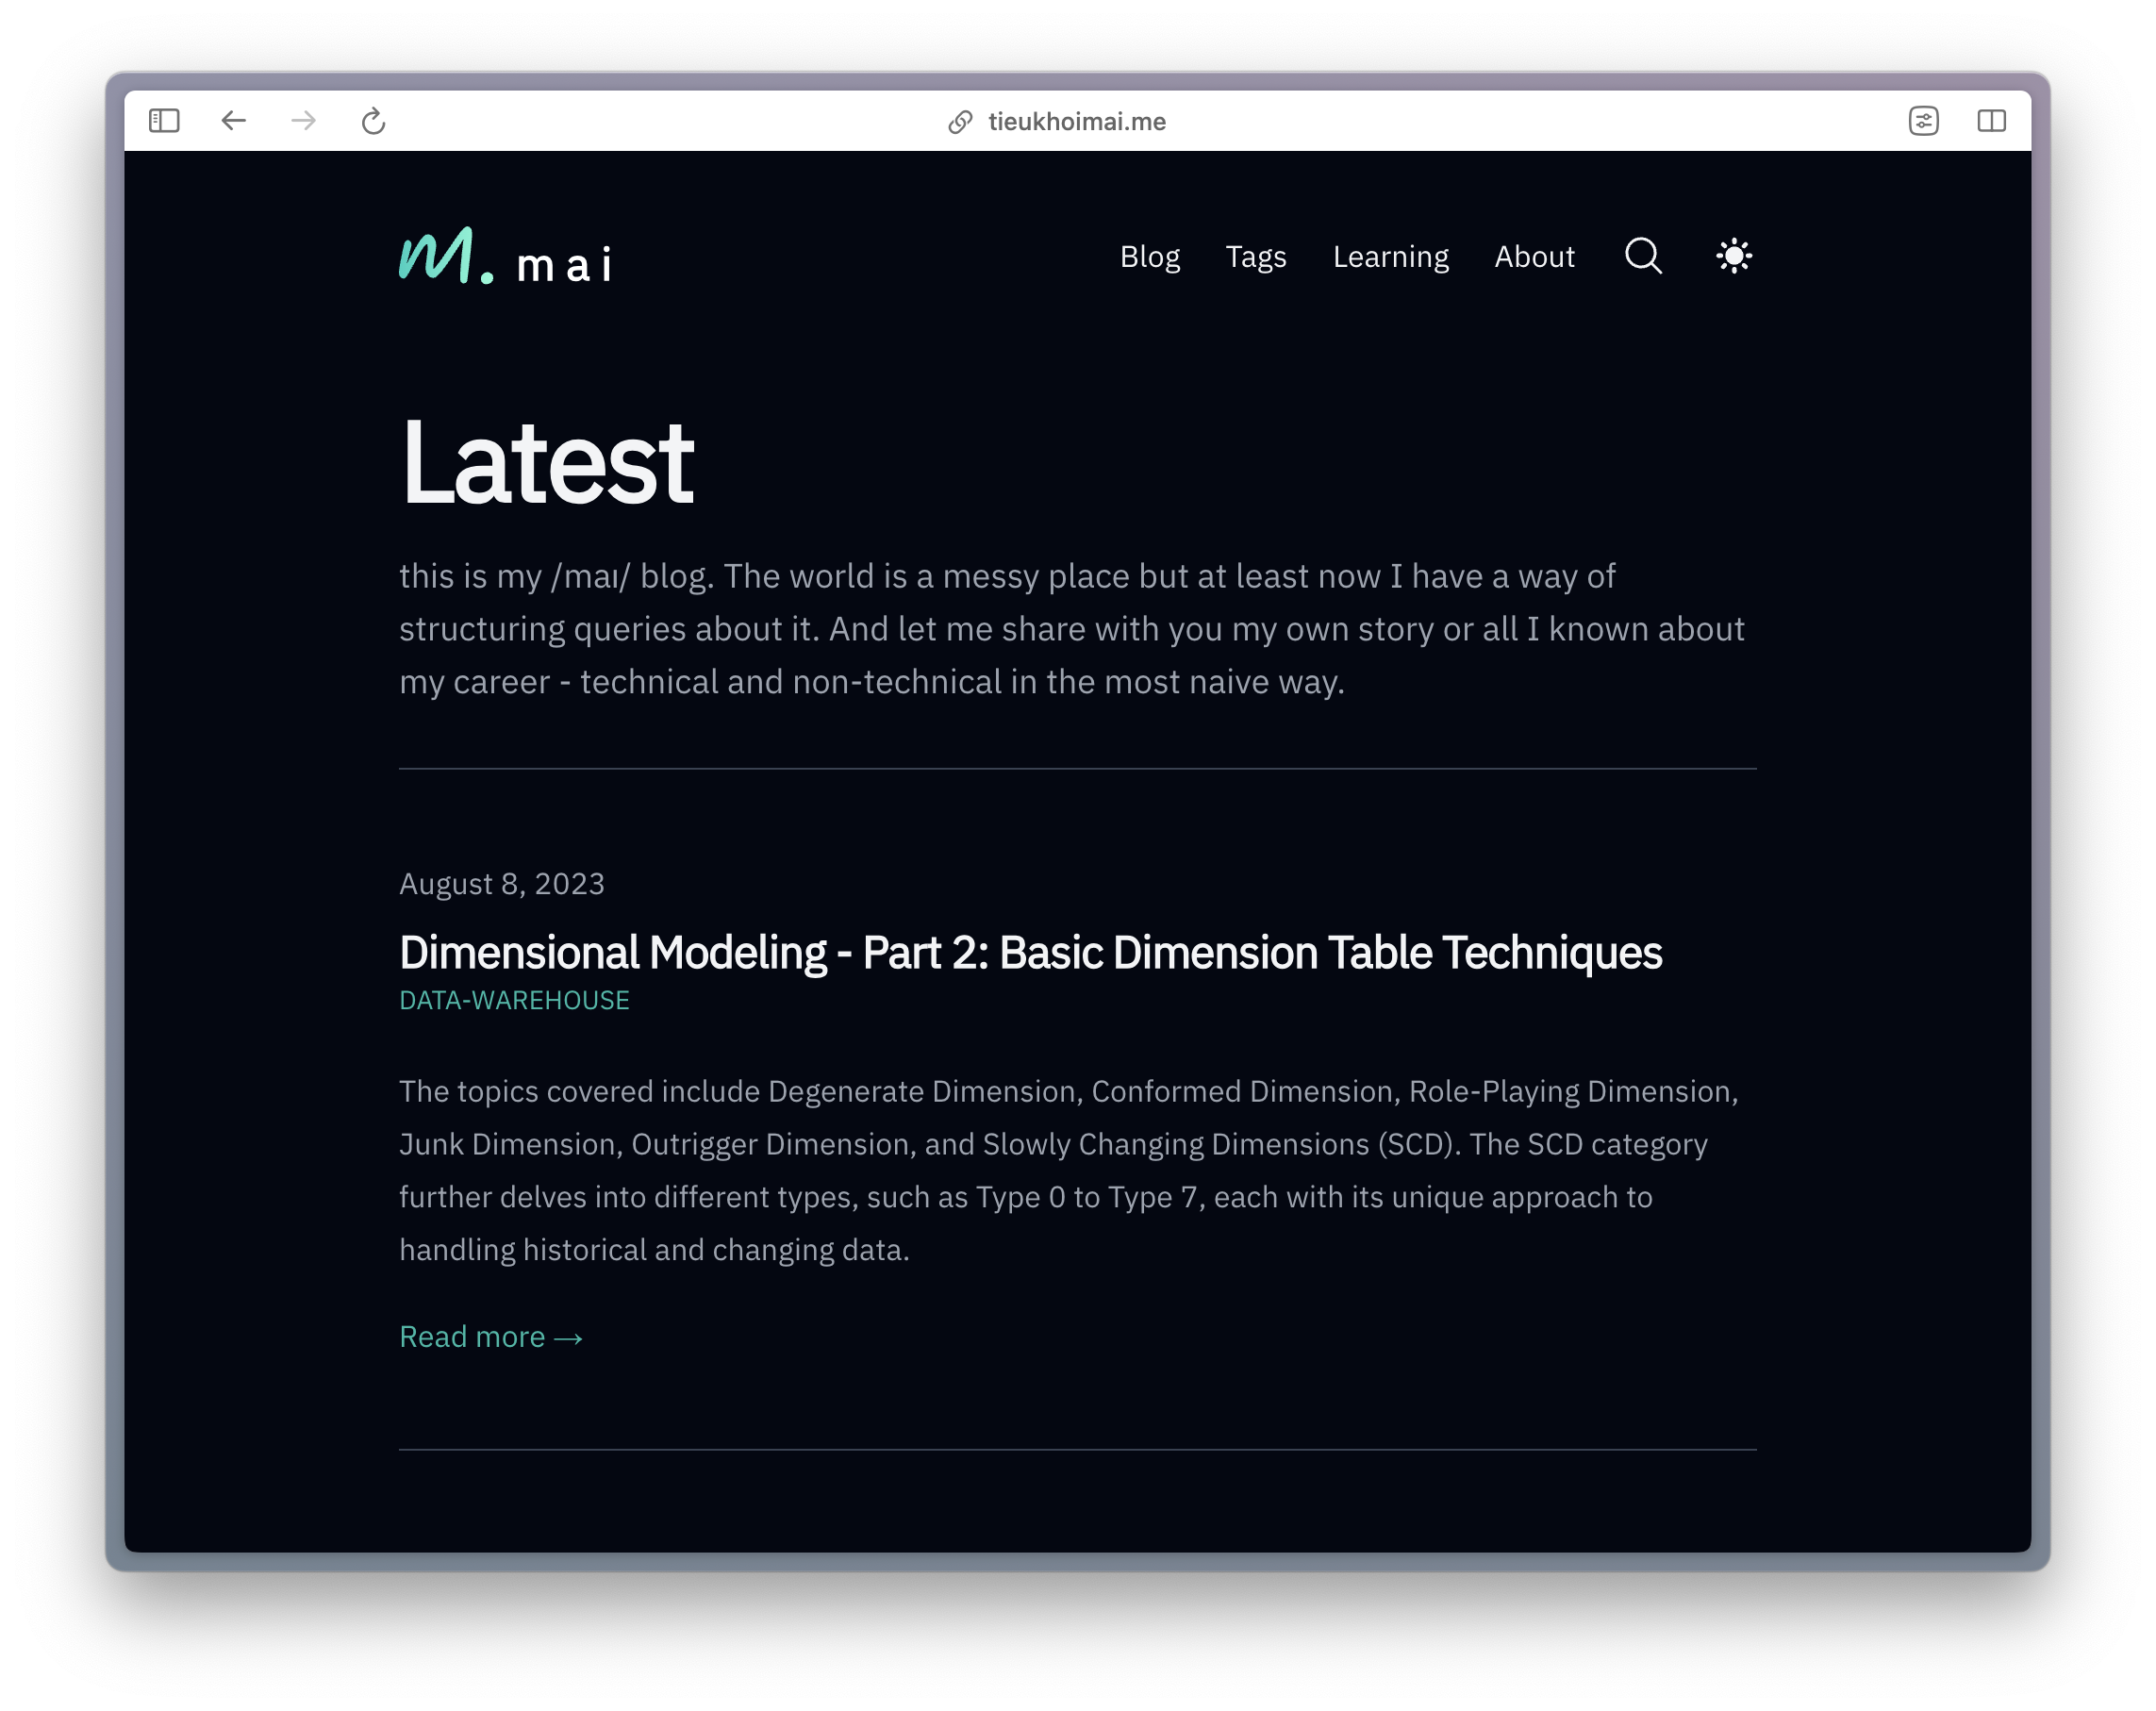 tieukhoimai.me
M. mai
Blog Tags Learning About
Latest
this is my /maɪ/ blog. The world is a messy place but at least now I have a way of
structuring queries about it. And let me share with you my own story or all I known about
my career - technical and non-technical in the most naive way.
August 8, 2023
Dimensional Modeling - Part 2: Basic Dimension Table Techniques
DATA-WAREHOUSE
The topics covered include Degenerate Dimension, Conformed Dimension, Role-Playing Dimension,
Junk Dimension, Outrigger Dimension, and Slowly Changing Dimensions (SCD). The SCD category
further delves into different types, such as Type 0 to Type 7, each with its unique approach to
handling historical and changing data.
Read more →